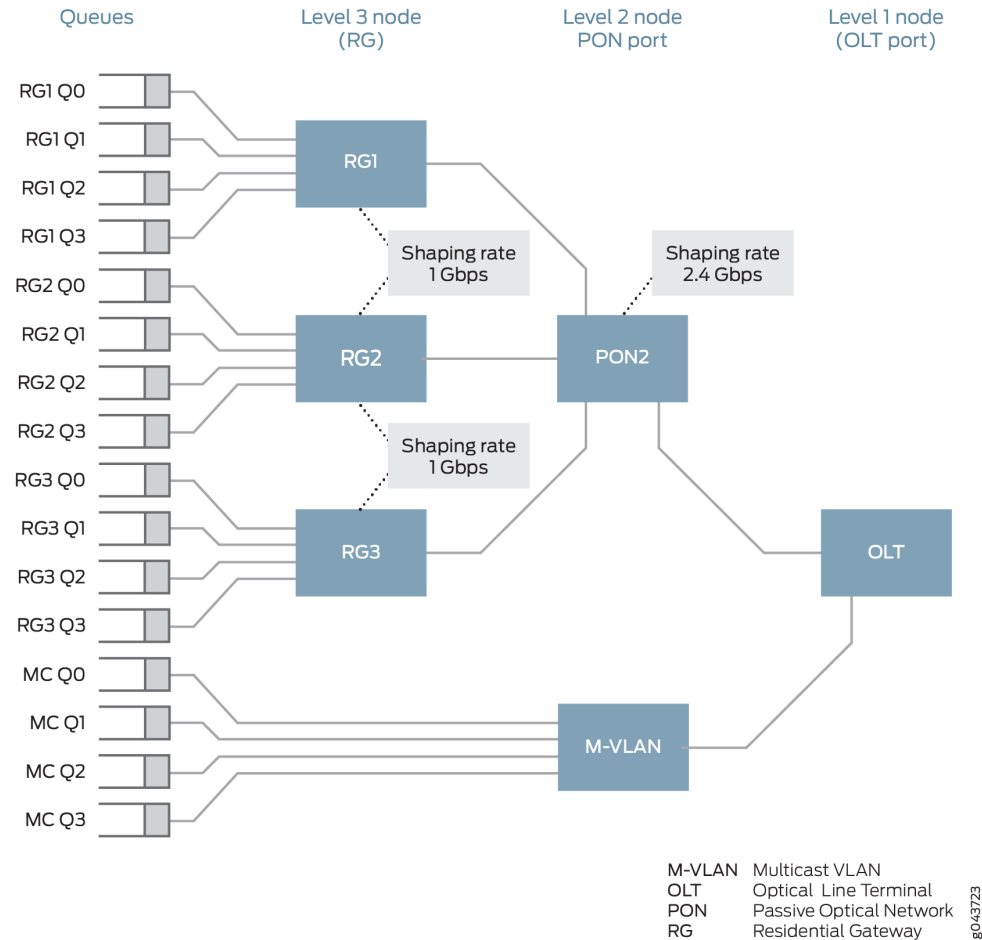 Queues
Level 3 node
(RG)
Level 2 node
PON port
Level 1 node
(OLT port)
RG1 Q0
RG1 Q1
RG1 Q2
RG1 Q3
RG1
Shaping rate
1 Gbps
Shaping rate
2.4 Gbps
RG2 Q0
RG2 Q1
RG2 Q2
RG2 Q3
RG2
PON2
Shaping rate
1 Gbps
RG3 Q0
RG3 Q1
RG3 Q2
RG3 Q3
RG3
OLT
MC Q0
MC Q1
MC Q2
MC Q3
M-VLAN
M-VLAN Multicast VLAN
OLT Optical Line Terminal
PON Passive Optical Network
RG Residential Gateway
g043723